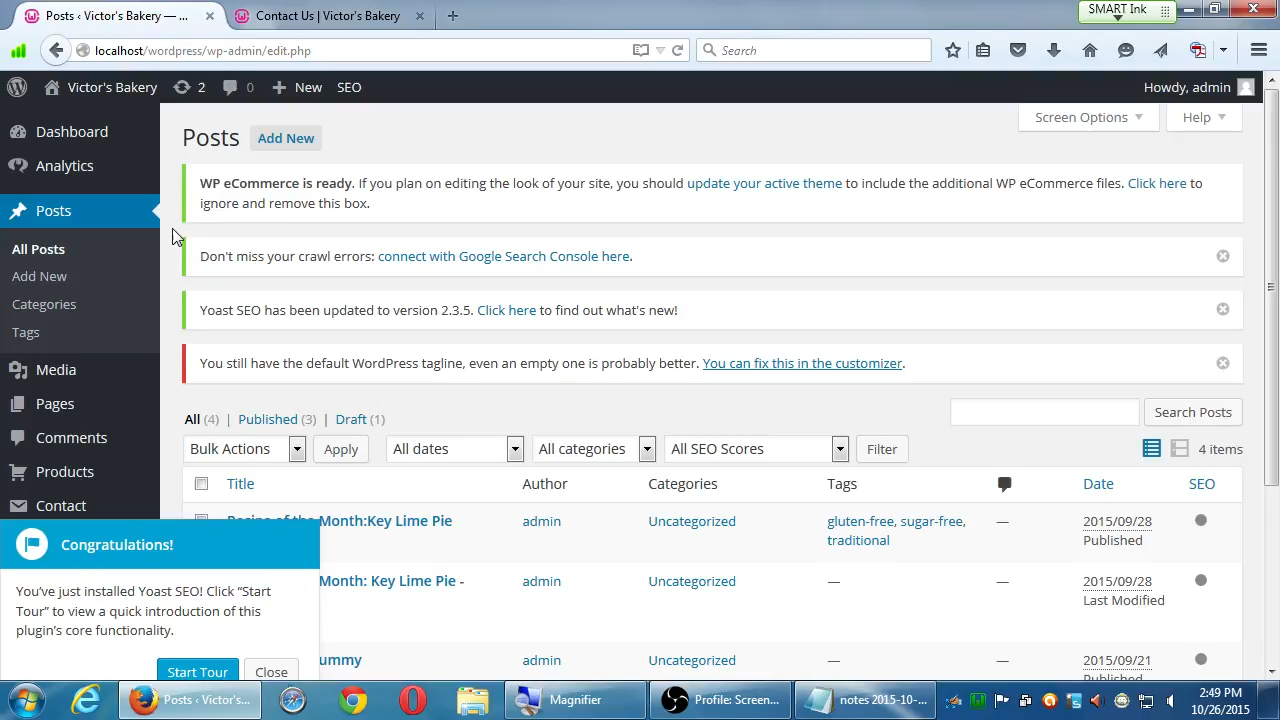 Posts ‹ Victor's Bakery — ...
Contact Us | Victor's Bakery
SMART Ink
localhost/wordpress/wp-admin/edit.php
Search
Victor's Bakery
2
0
New
SEO
Howdy, admin
Dashboard
Analytics
Posts
All Posts
Add New
Categories
Tags
Media
Pages
Comments
Products
Contact
Posts
Add New
Screen Options
Help
WP eCommerce is ready. If you plan on editing the look of your site, you should update your active theme to include the additional WP eCommerce files. Click here to
ignore and remove this box.
Don't miss your crawl errors: connect with Google Search Console here.
Yoast SEO has been updated to version 2.3.5. Click here to find out what's new!
You still have the default WordPress tagline, even an empty one is probably better. You can fix this in the customizer.
All (4) | Published (3) | Draft (1)
Search Posts
Bulk Actions
Apply
All dates
All categories
All SEO Scores
Filter
4 items
Title
Author
Categories
Tags
Date
SEO
Month:Key Lime Pie
admin
Uncategorized
gluten-free, sugar-free,
traditional
—
2015/09/28
Published
Month: Key Lime Pie -
admin
Uncategorized
—
—
2015/09/28
Last Modified
ummy
admin
Uncategorized
—
—
2015/09/21
Published
Congratulations!
You've just installed Yoast SEO! Click “Start
Tour” to view a quick introduction of this
plugin's core functionality.
Start Tour
Close
Posts ‹ Victor's...
Magnifier
Profile: Screen...
notes 2015-10-...
2:49 PM
10/26/2015